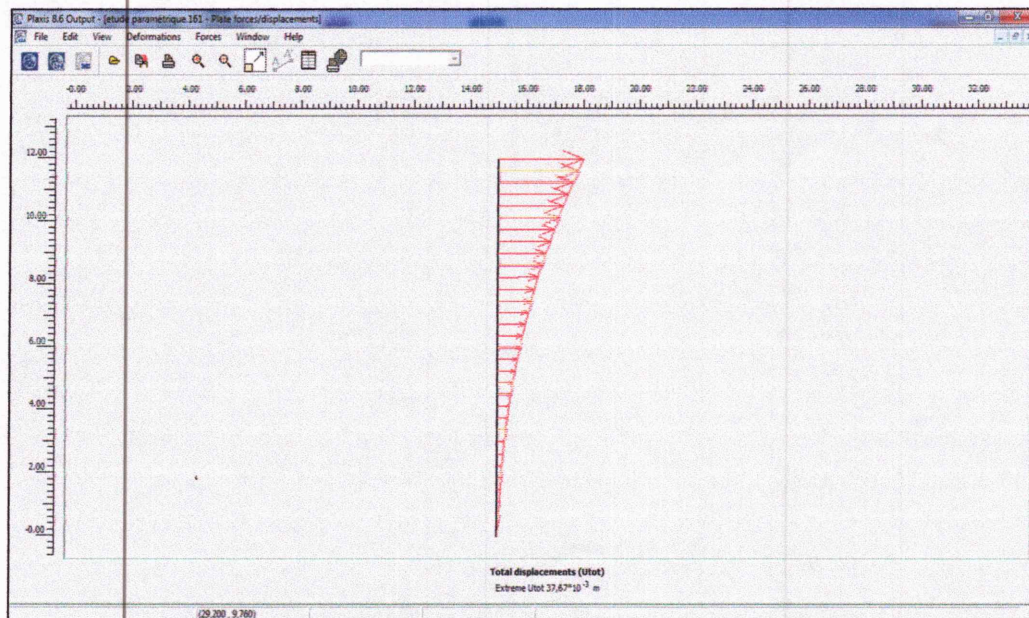 Plaxis 8.6 Output - [etude paramétrique.161 - Plate forces/displacements]
File Edit View Deformations Forces Window Help
-0.00 2.00 4.00 6.00 8.00 10.00 12.00 14.00 16.00 18.00 20.00 22.00 24.00 26.00 28.00 30.00 32.00
12.00
10.00
8.00
6.00
4.00
2.00
-0.00
Total displacements (Utot)
Extreme Utot 37,67*10⁻³ m
(29.200 , 9.760)